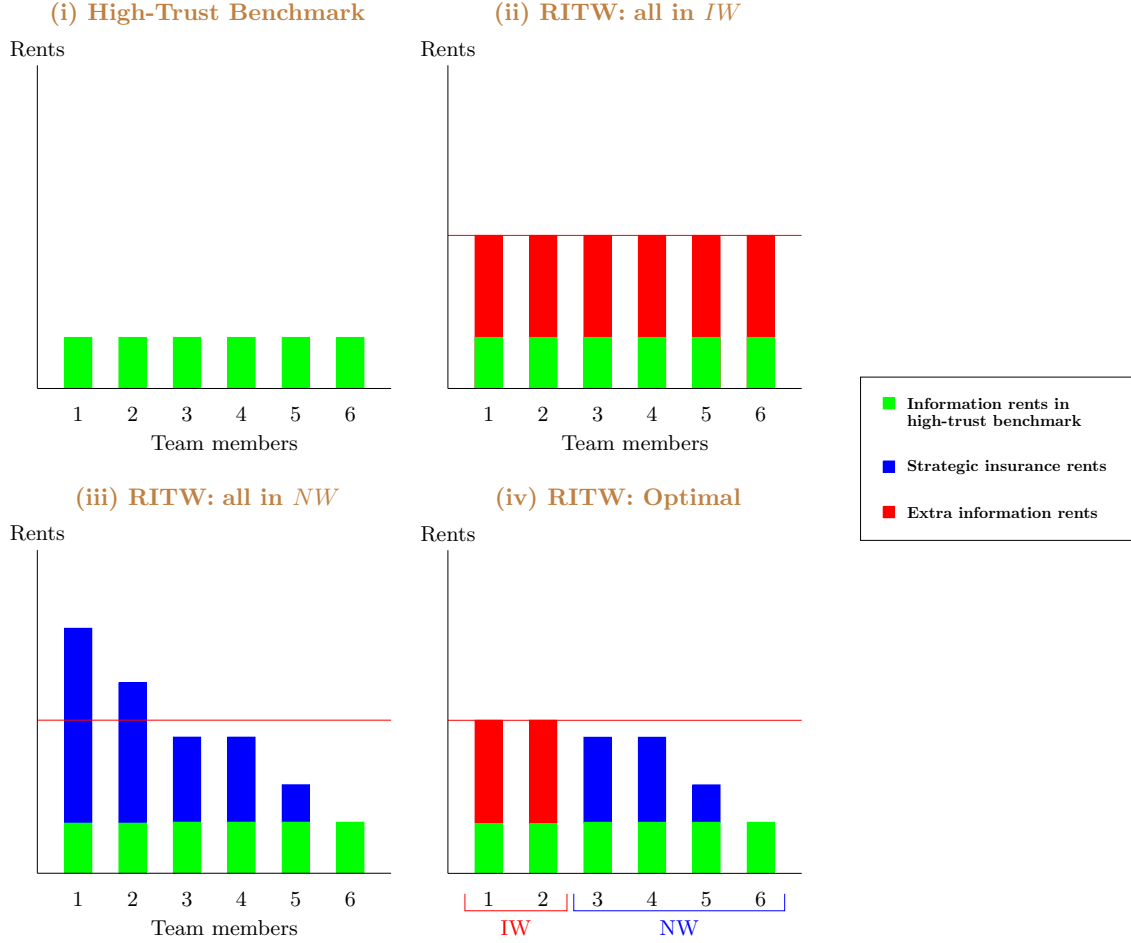 (i) High-Trust Benchmark
Rents
1 2 3 4 5 6
Team members
(ii) RITW: all in IW
Rents
1 2 3 4 5 6
Team members
Information rents in
high-trust benchmark
Strategic insurance rents
Extra information rents
(iii) RITW: all in NW
Rents
1 2 3 4 5 6
Team members
(iv) RITW: Optimal
Rents
1 2 3 4 5 6
IW NW